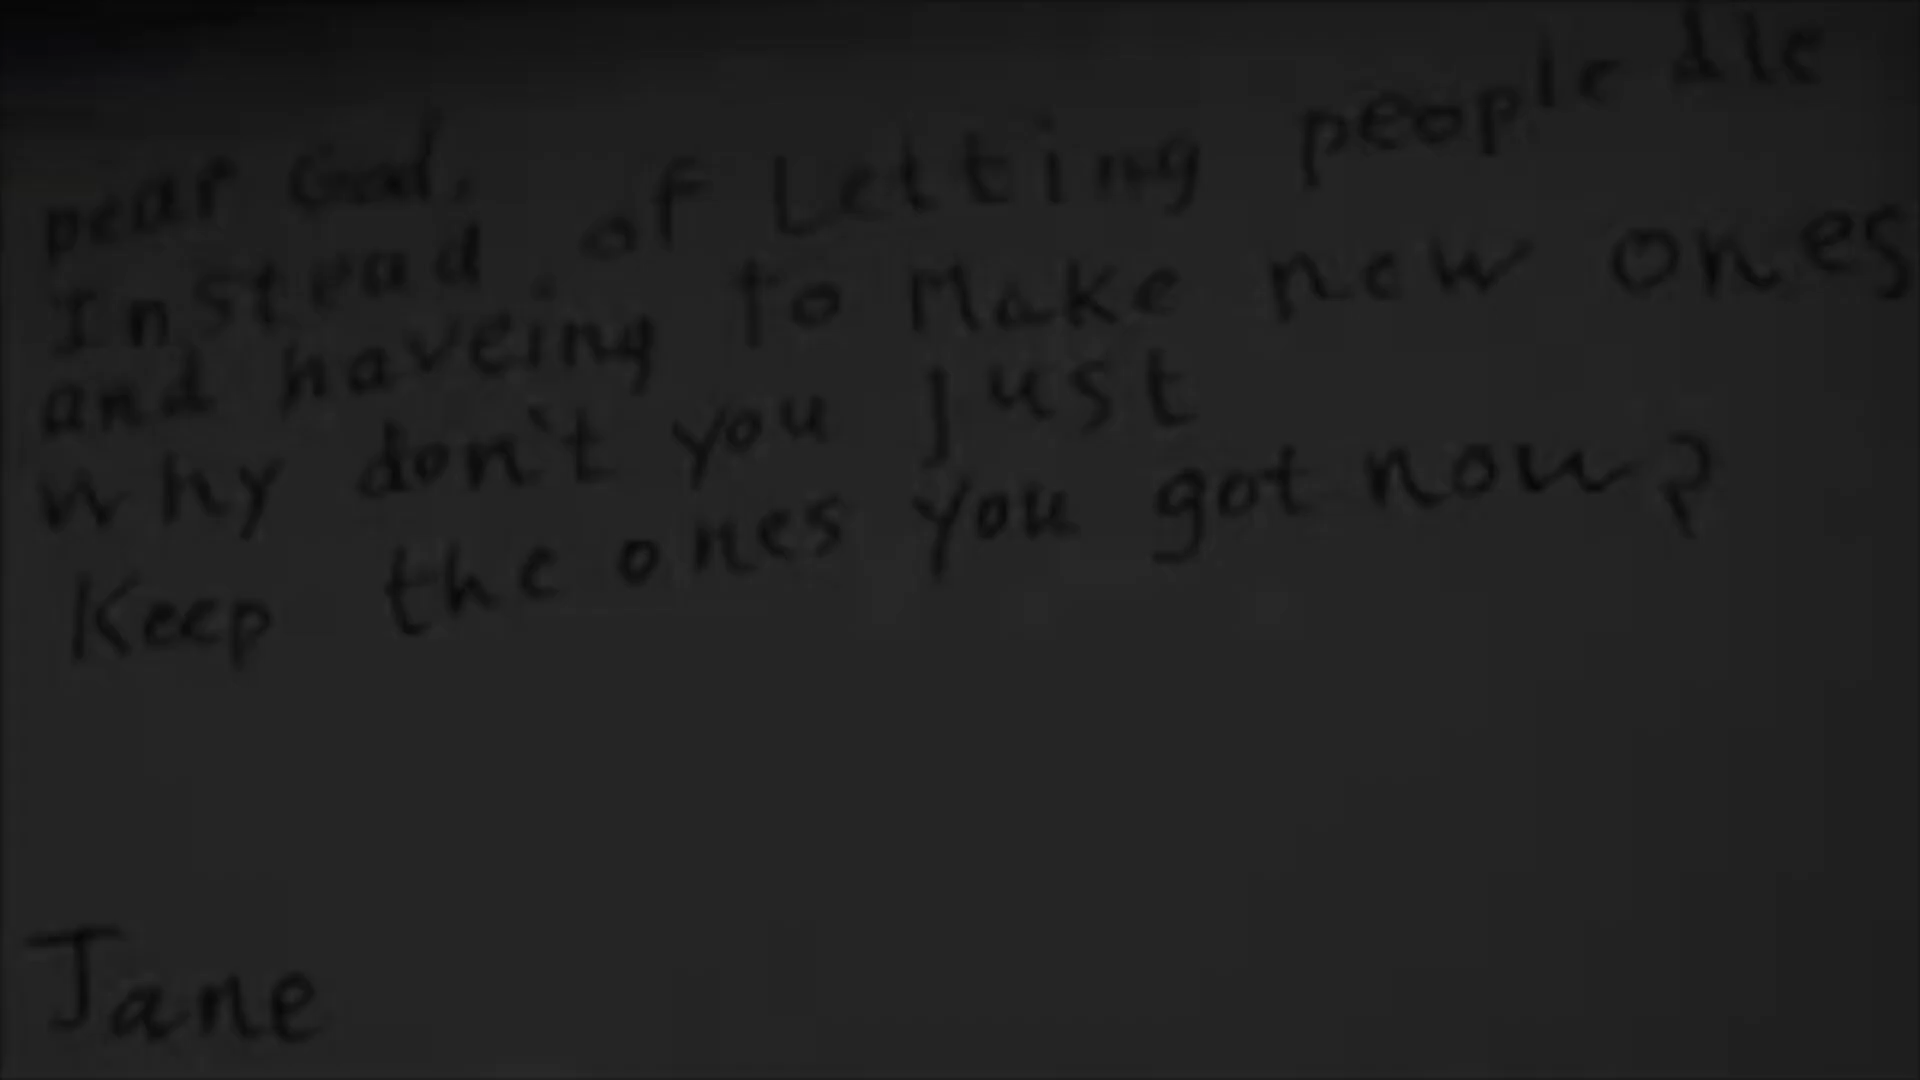 Dear God,
Instead of Letting people die
and haveing to Make new ones
Why don't you just
Keep the ones you got now?
Jane